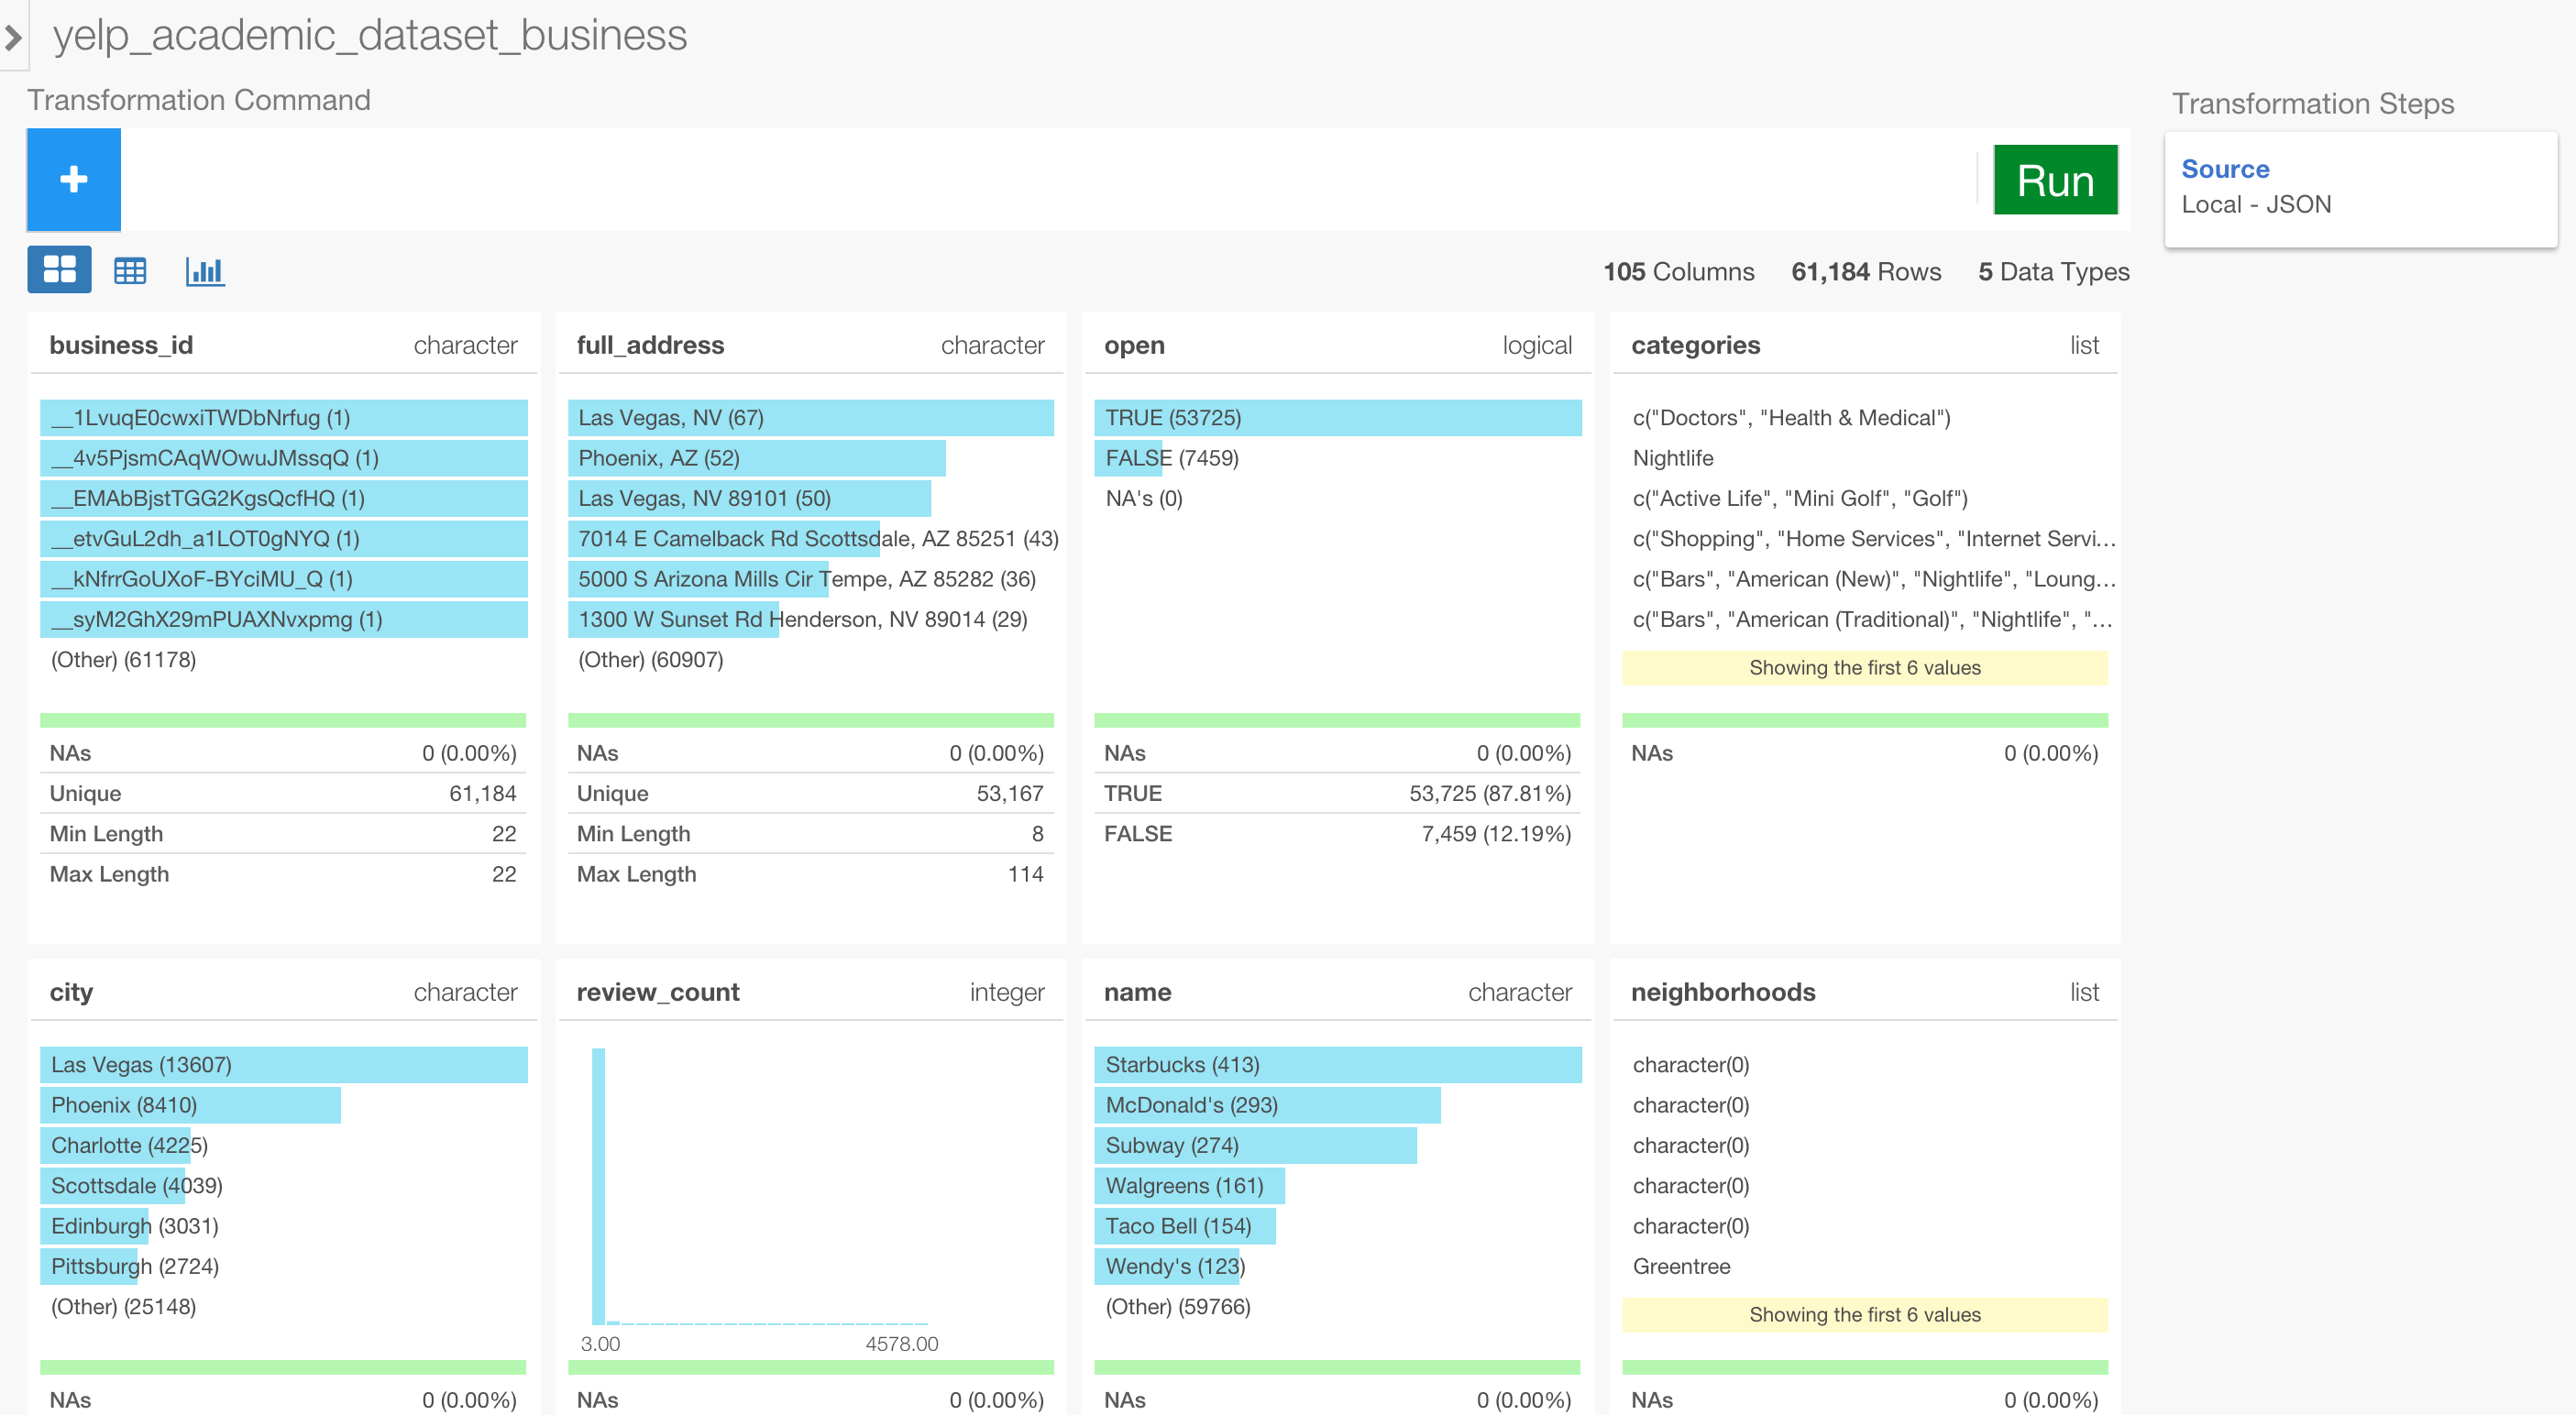 yelp_academic_dataset_business
Transformation Command
Run
Transformation Steps
Source
Local - JSON
105 Columns 61,184 Rows 5 Data Types
business_id character
__1LvuqE0cwxiTWDbNrfug (1)
__4v5PjsmCAqWOwuJMssqQ (1)
__EMAbBjstTGG2KgsQcfHQ (1)
__etvGuL2dh_a1LOT0gNYQ (1)
__kNfrrGoUXoF-BYciMU_Q (1)
__syM2GhX29mPUAXNvxpmg (1)
(Other) (61178)
NAs 0 (0.00%)
Unique 61,184
Min Length 22
Max Length 22
full_address character
Las Vegas, NV (67)
Phoenix, AZ (52)
Las Vegas, NV 89101 (50)
7014 E Camelback Rd Scottsdale, AZ 85251 (43)
5000 S Arizona Mills Cir Tempe, AZ 85282 (36)
1300 W Sunset Rd Henderson, NV 89014 (29)
(Other) (60907)
NAs 0 (0.00%)
Unique 53,167
Min Length 8
Max Length 114
open logical
TRUE (53725)
FALSE (7459)
NA's (0)
NAs 0 (0.00%)
TRUE 53,725 (87.81%)
FALSE 7,459 (12.19%)
categories list
c("Doctors", "Health & Medical")
Nightlife
c("Active Life", "Mini Golf", "Golf")
c("Shopping", "Home Services", "Internet Servi...
c("Bars", "American (New)", "Nightlife", "Loung...
c("Bars", "American (Traditional)", "Nightlife", "...
Showing the first 6 values
NAs 0 (0.00%)
city character
Las Vegas (13607)
Phoenix (8410)
Charlotte (4225)
Scottsdale (4039)
Edinburgh (3031)
Pittsburgh (2724)
(Other) (25148)
NAs 0 (0.00%)
review_count integer
3.00 4578.00
NAs 0 (0.00%)
name character
Starbucks (413)
McDonald's (293)
Subway (274)
Walgreens (161)
Taco Bell (154)
Wendy's (123)
(Other) (59766)
NAs 0 (0.00%)
neighborhoods list
character(0)
character(0)
character(0)
character(0)
character(0)
Greentree
Showing the first 6 values
NAs 0 (0.00%)